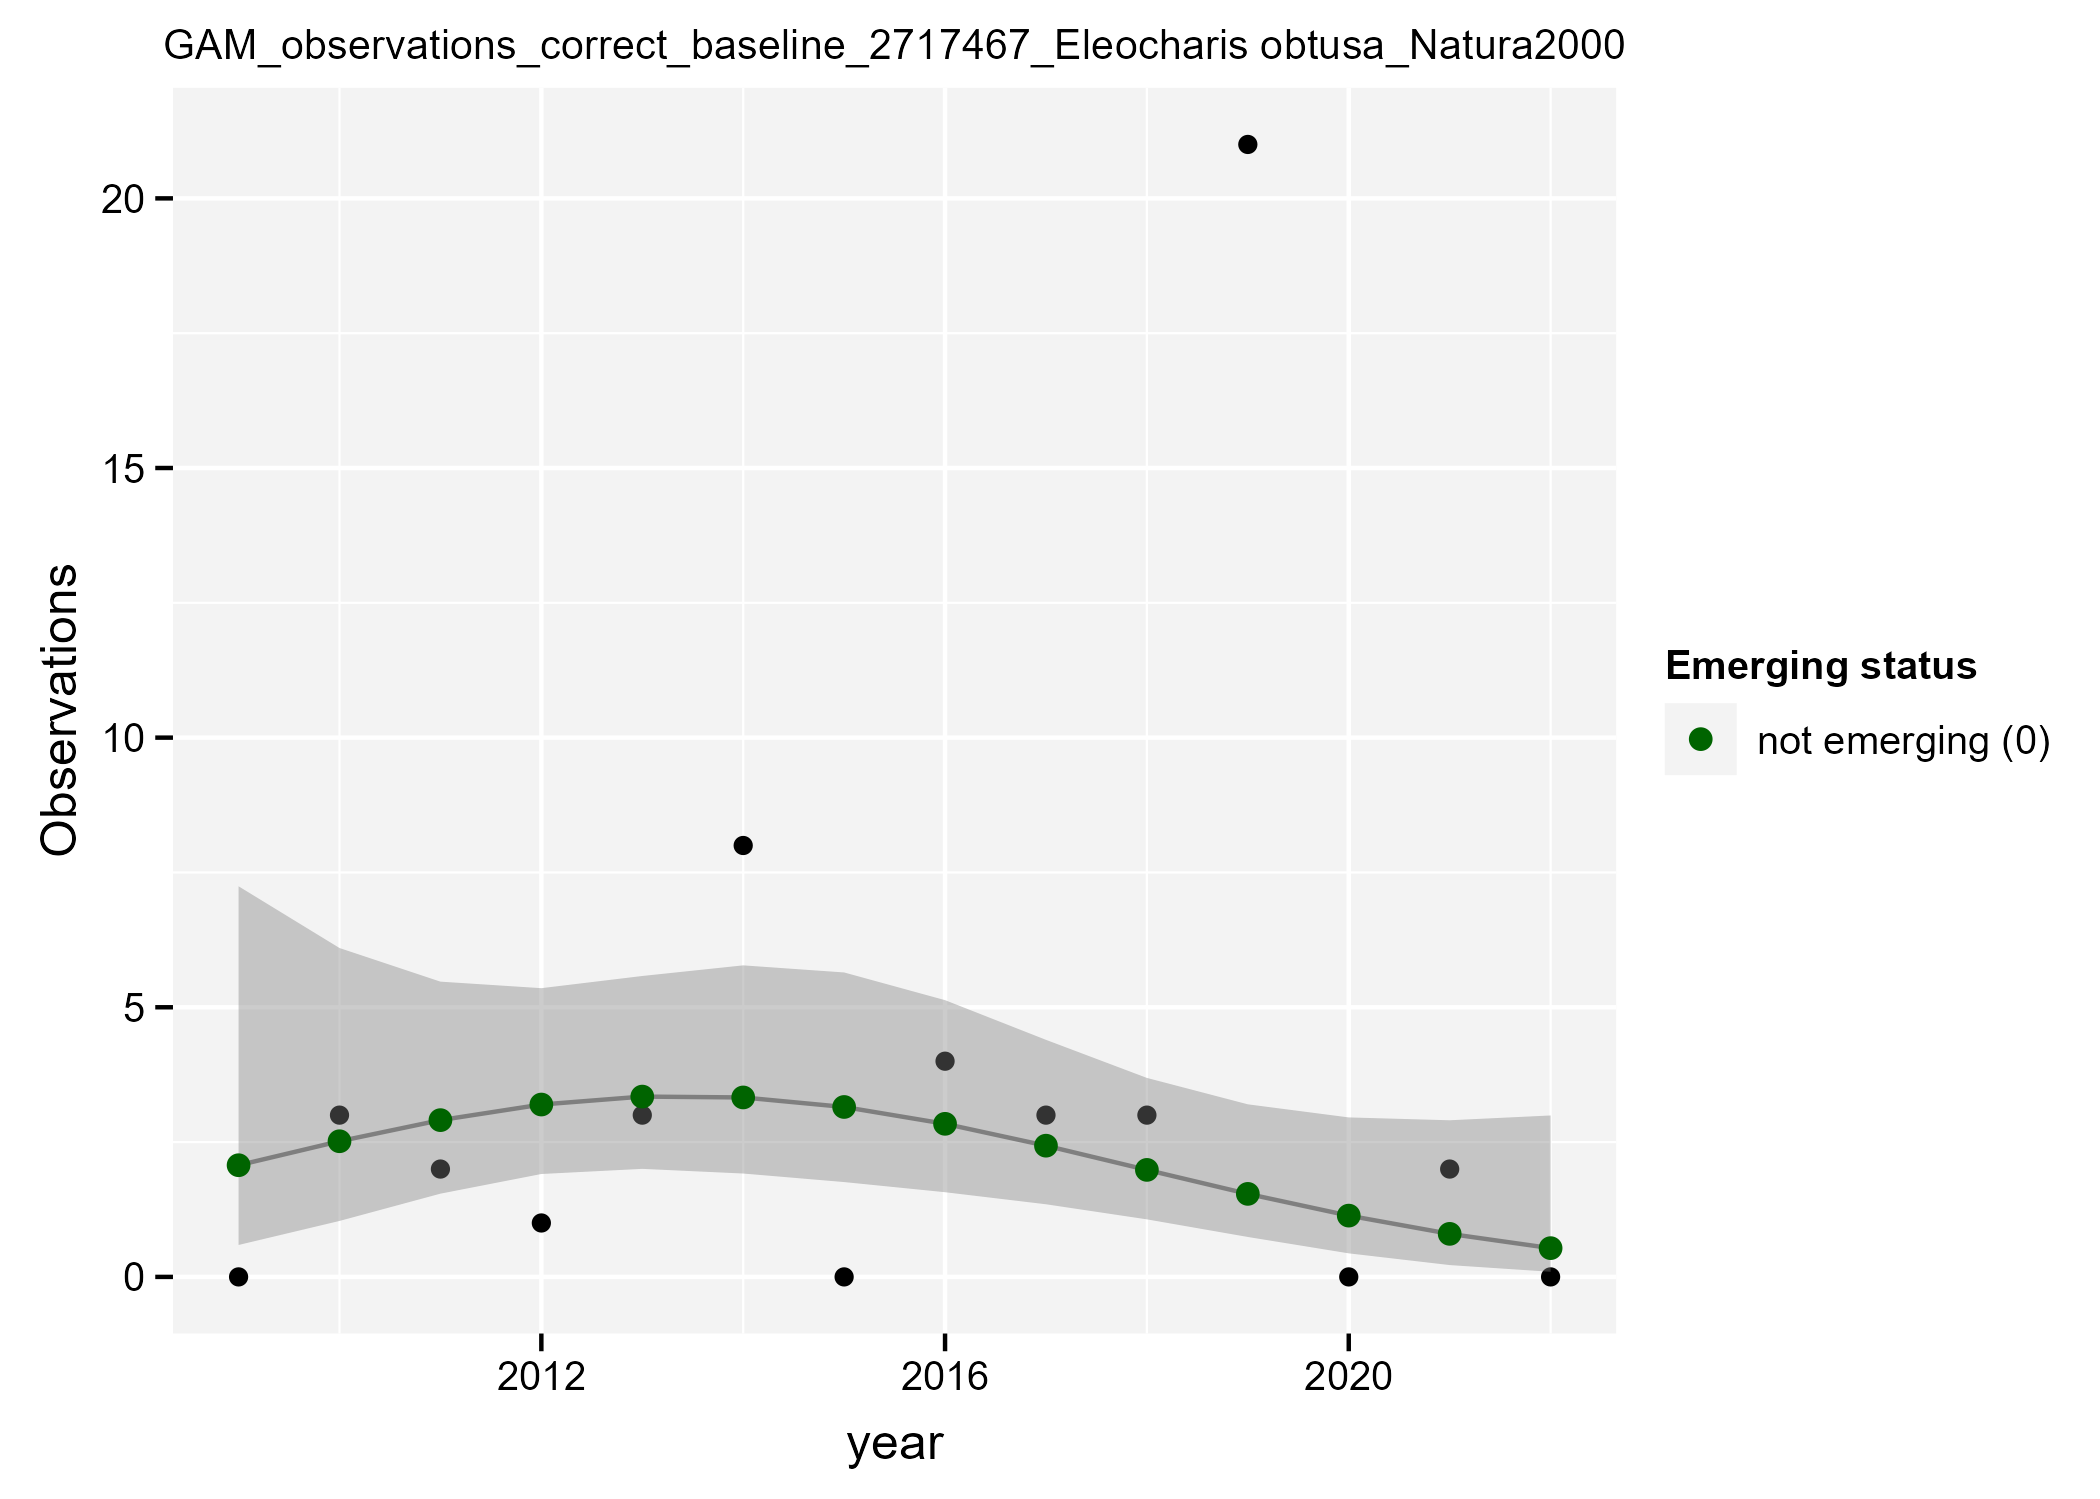 GAM_observations_correct_baseline_2717467_Eleocharis obtusa_Natura2000
20
15
10
5
0
Observations
2012
2016
2020
year
Emerging status
not emerging (0)